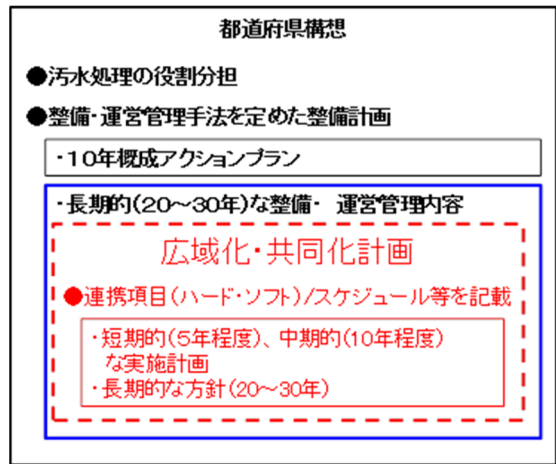 都道府県構想
●汚水処理の役割分担
●整備・運営管理手法を定めた整備計画
・10年概成アクションプラン
・長期的(20～30年)な整備・ 運営管理内容
広域化・共同化計画
●連携項目(ハード・ソフト)/スケジュール等を記載
・短期的(5年程度)、中期的(10年程度)
な実施計画
・長期的な方針(20～30年)